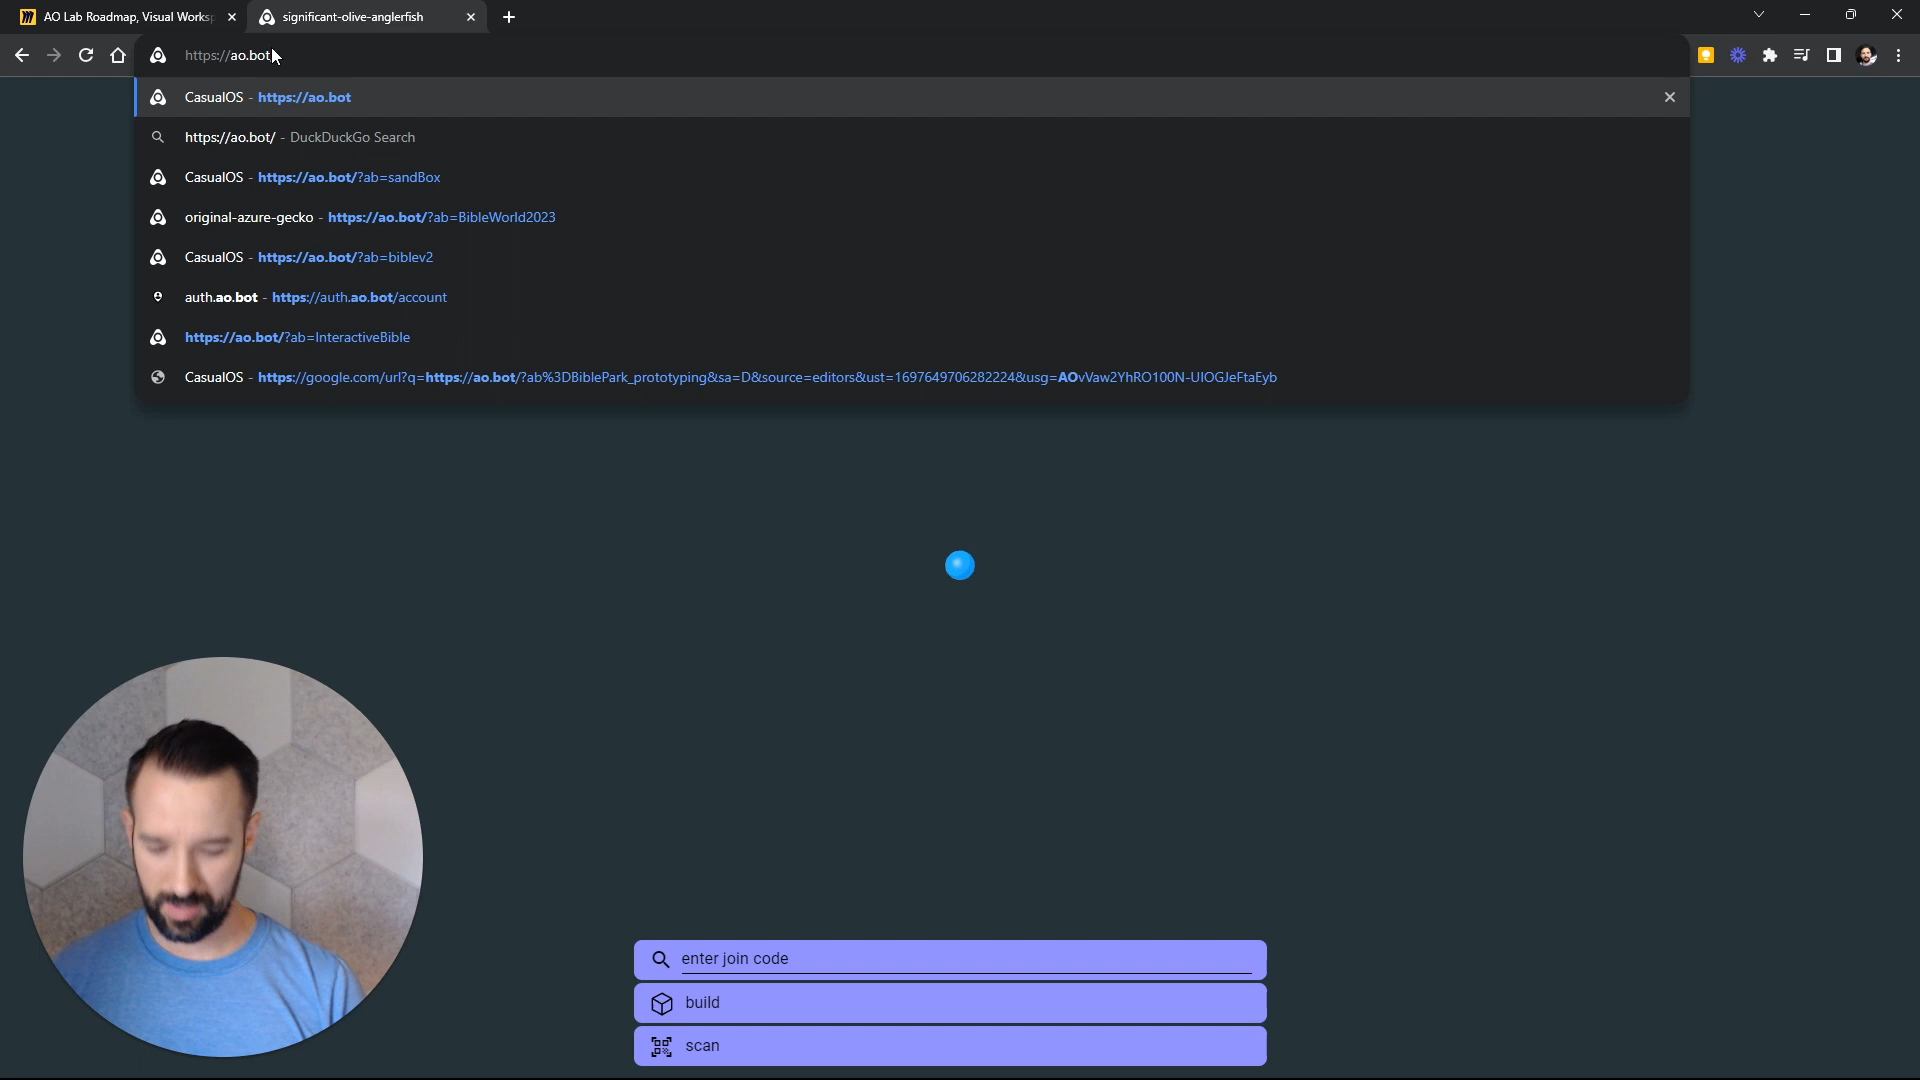 AO Lab Roadmap, Visual Works
significant-olive-anglerfish
https://ao.bot
CasualOS - https://ao.bot
https://ao.bot/ - DuckDuckGo Search
CasualOS - https://ao.bot/?ab=sandBox
original-azure-gecko - https://ao.bot/?ab=BibleWorld2023
CasualOS - https://ao.bot/?ab=biblev2
auth.ao.bot - https://auth.ao.bot/account
https://ao.bot/?ab=InteractiveBible
CasualOS - https://google.com/url?q=https://ao.bot/?ab%3DBiblePark_prototyping&sa=D&source=editors&ust=1697649706282224&usg=AOvVaw2YhRO100N-UIOGJeFtaEyb
enter join code
build
scan